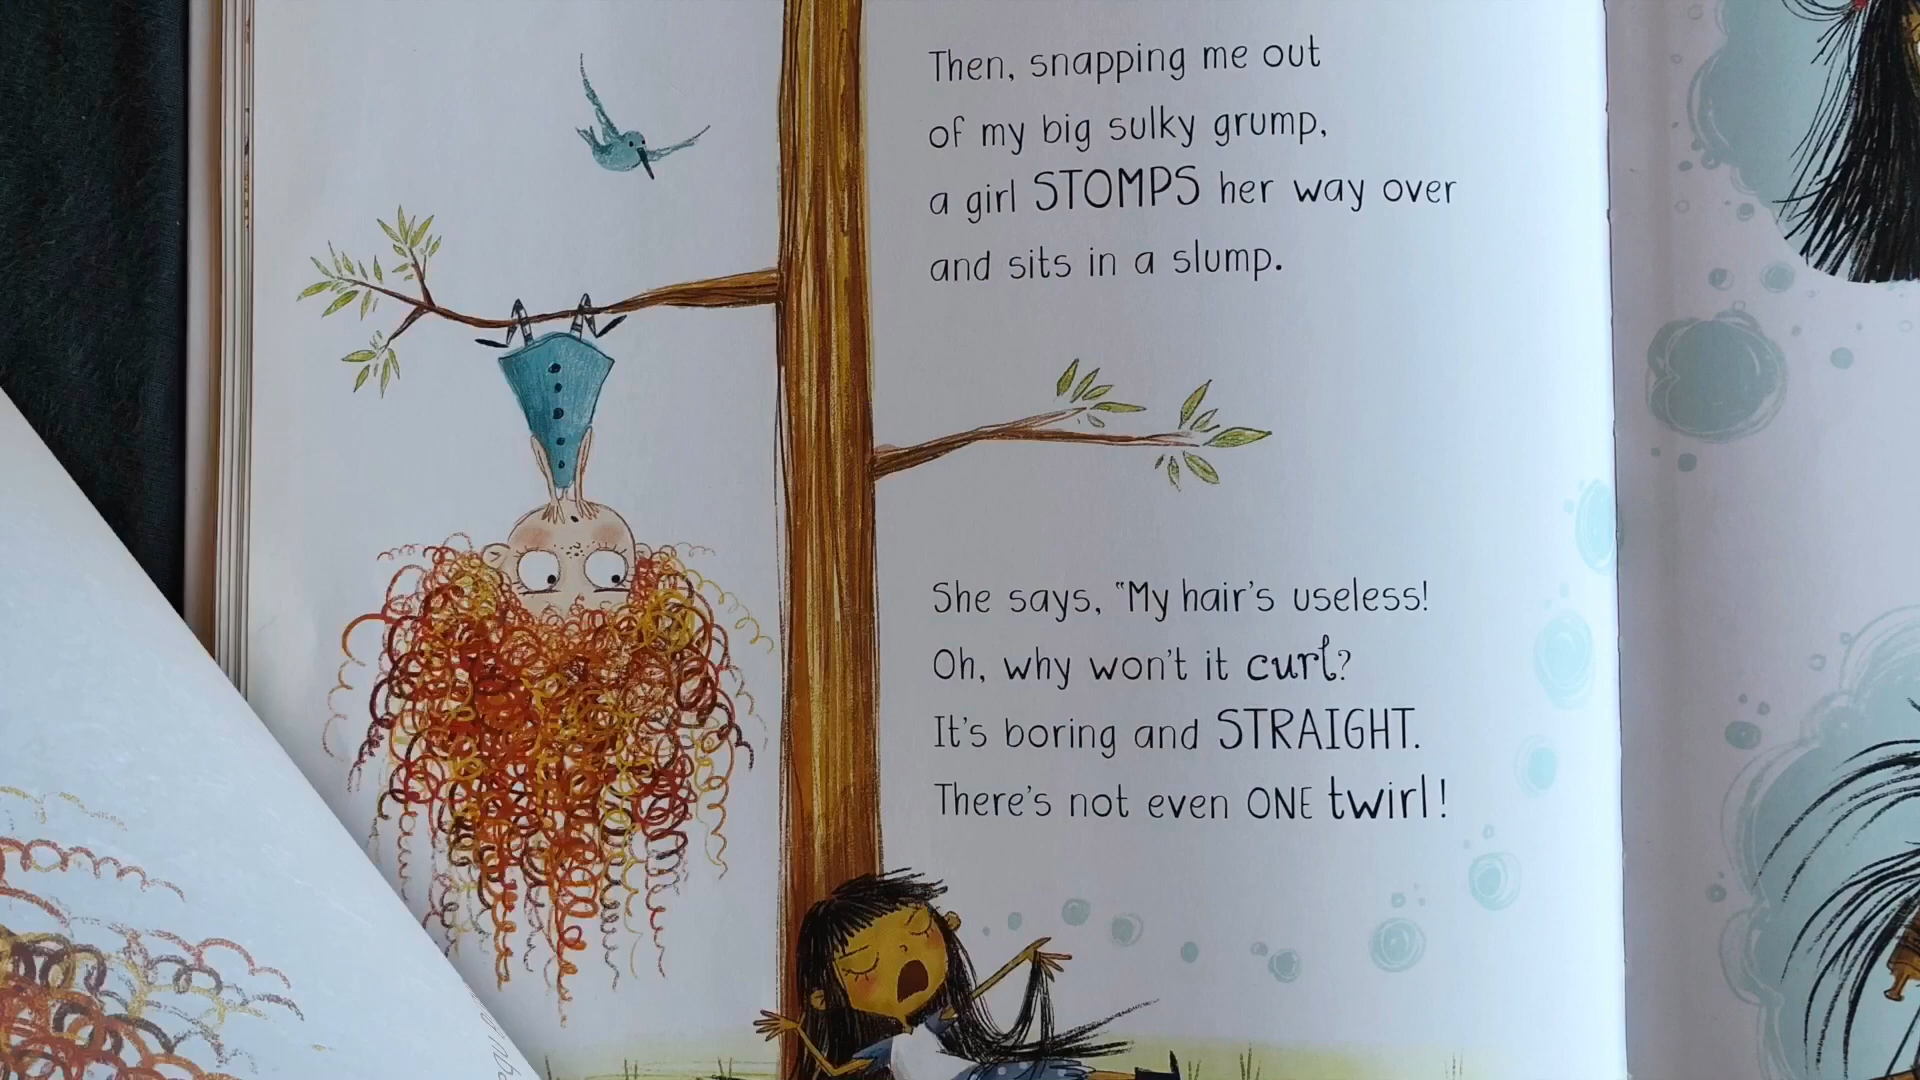 Then, snapping me out
of my big sulky grump,
a girl STOMPS her way over
and sits in a slump.
She says, "My hair's useless!
Oh, why won't it curl?
It's boring and STRAIGHT.
There's not even ONE twirl!